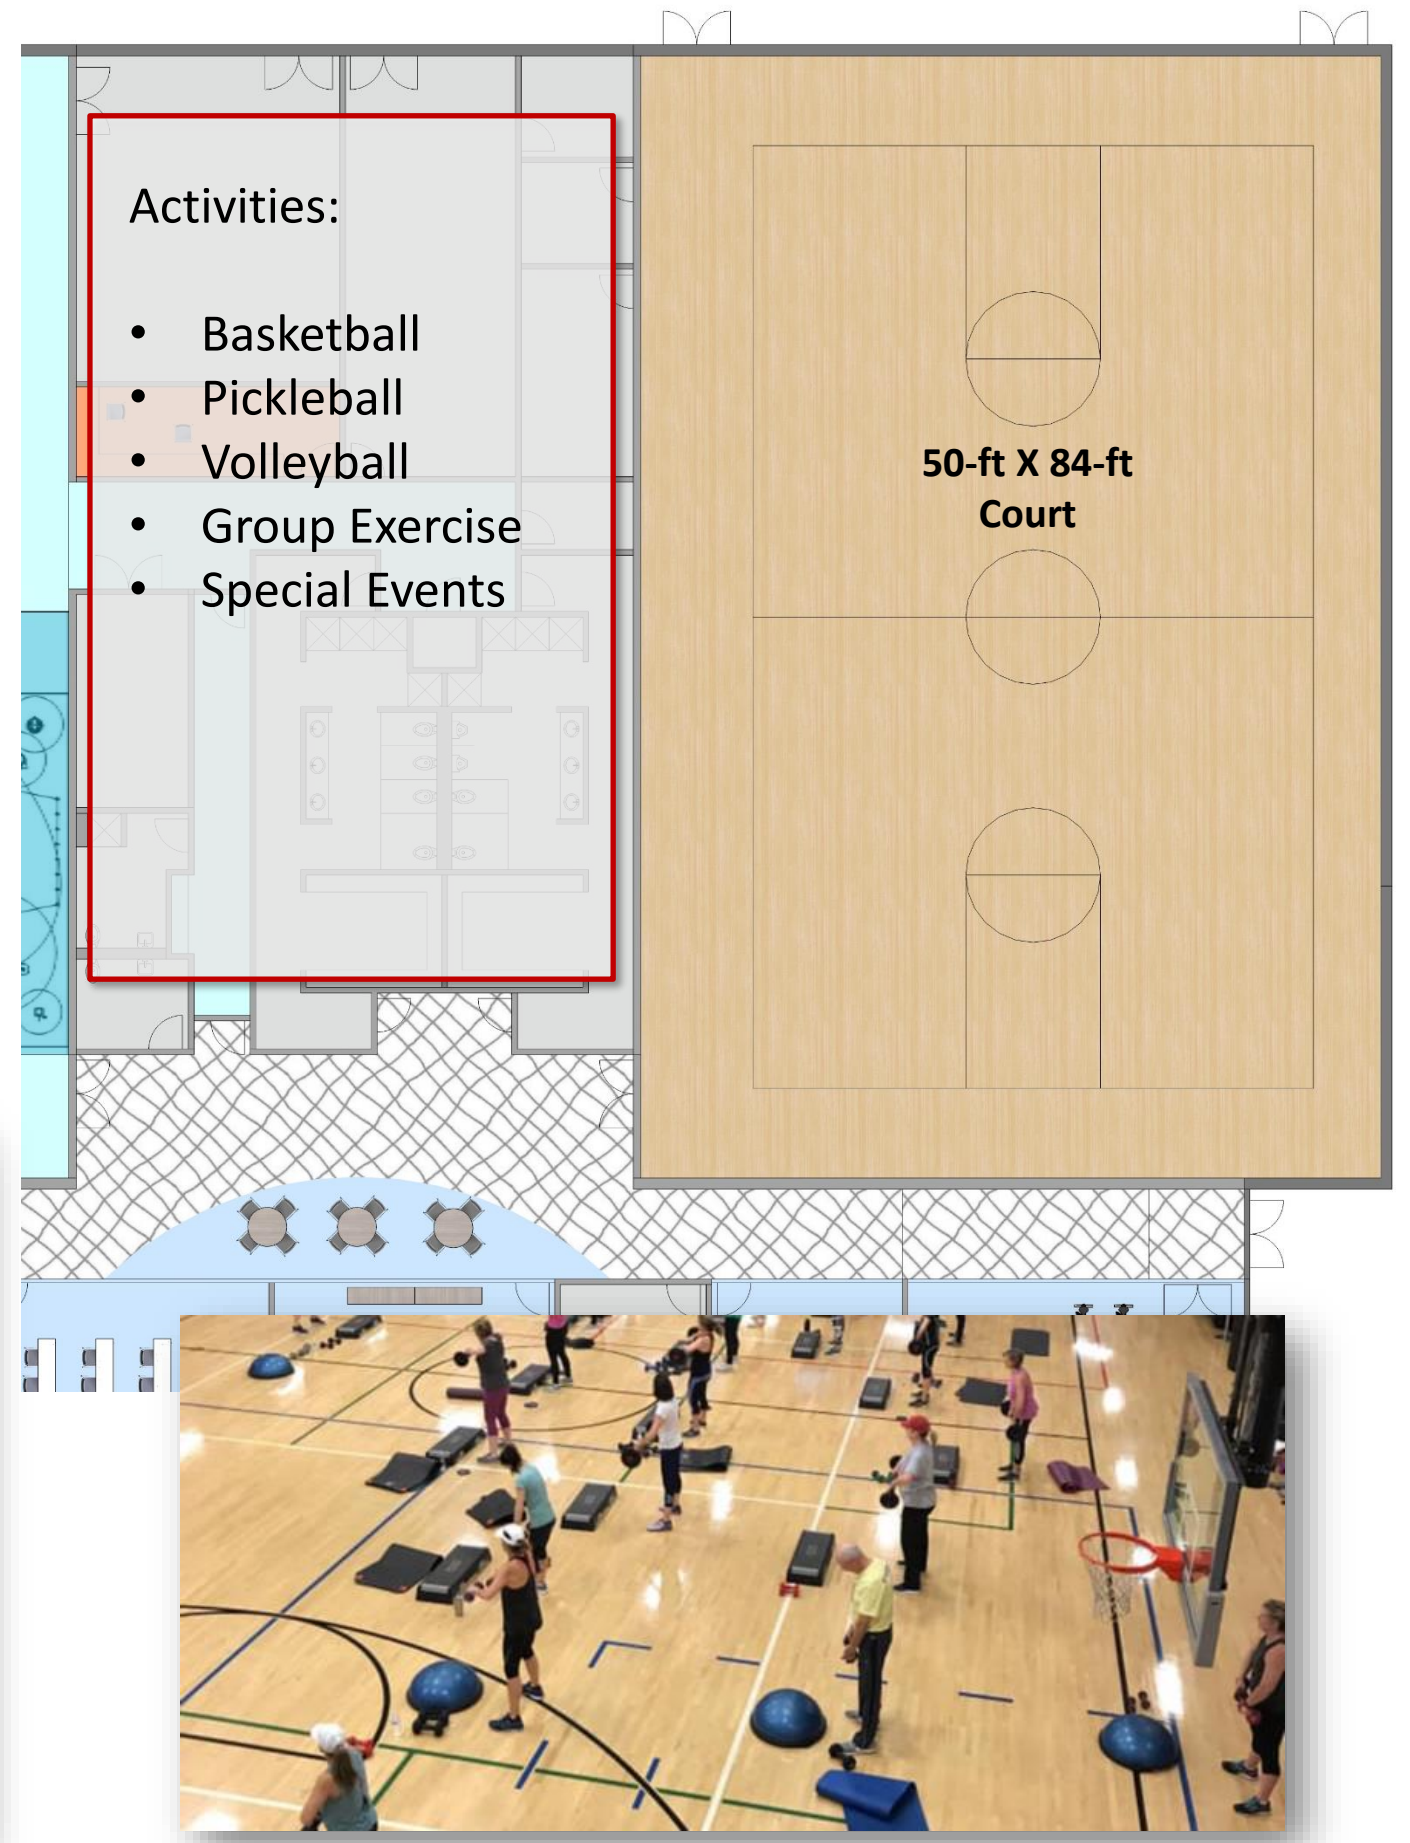 Activities:
• Basketball
• Pickleball
• Volleyball
• Group Exercise
• Special Events
50-ft X 84-ft
Court